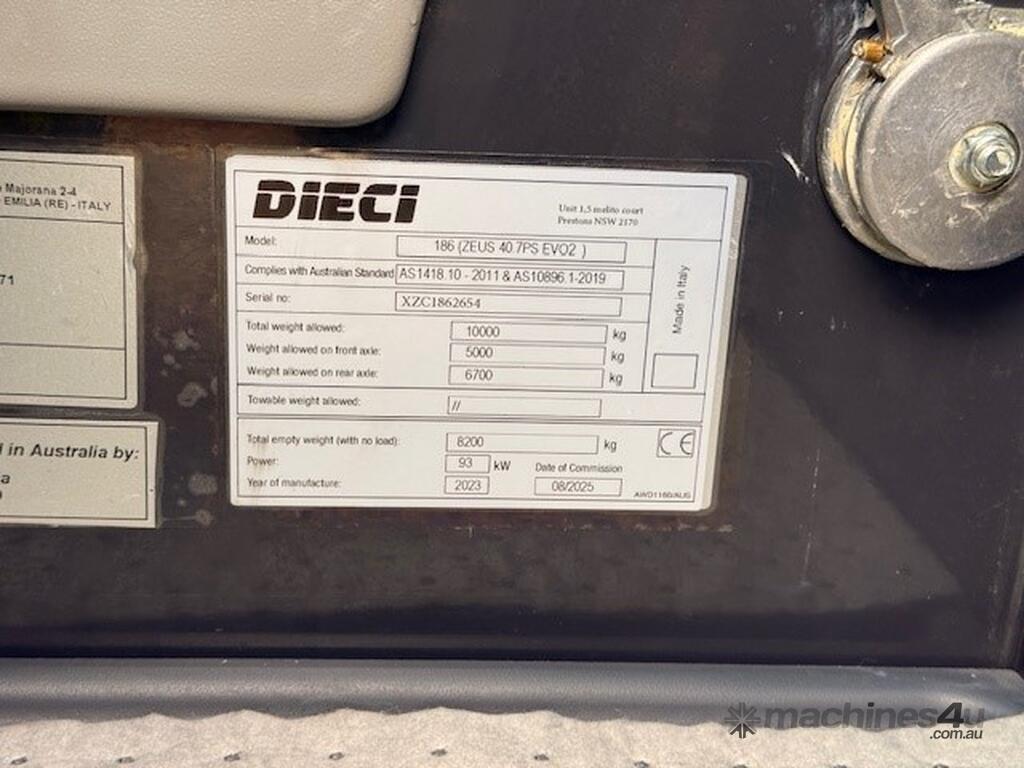 Majorana 2-4
EMILIA (RE) - ITALY
71
d in Australia by:
a
DIECI
Unit 1,5 melito court
Prestons NSW 2170
Model: 186 (ZEUS 40.7PS EVO2 )
Complies with Australian Standard AS1418.10 - 2011 & AS10896.1-2019
Serial no: XZC1862654
Made in Italy
Total weight allowed: 10000 kg
Weight allowed on front axle: 5000 kg
Weight allowed on rear axle: 6700 kg
Towable weight allowed: //
Total empty weight (with no load): 8200 kg
CE
Power: 93 kW
Date of Commission
Year of manufacture: 2023 08/2025
AWD1160/AUS
machines4u
.com.au